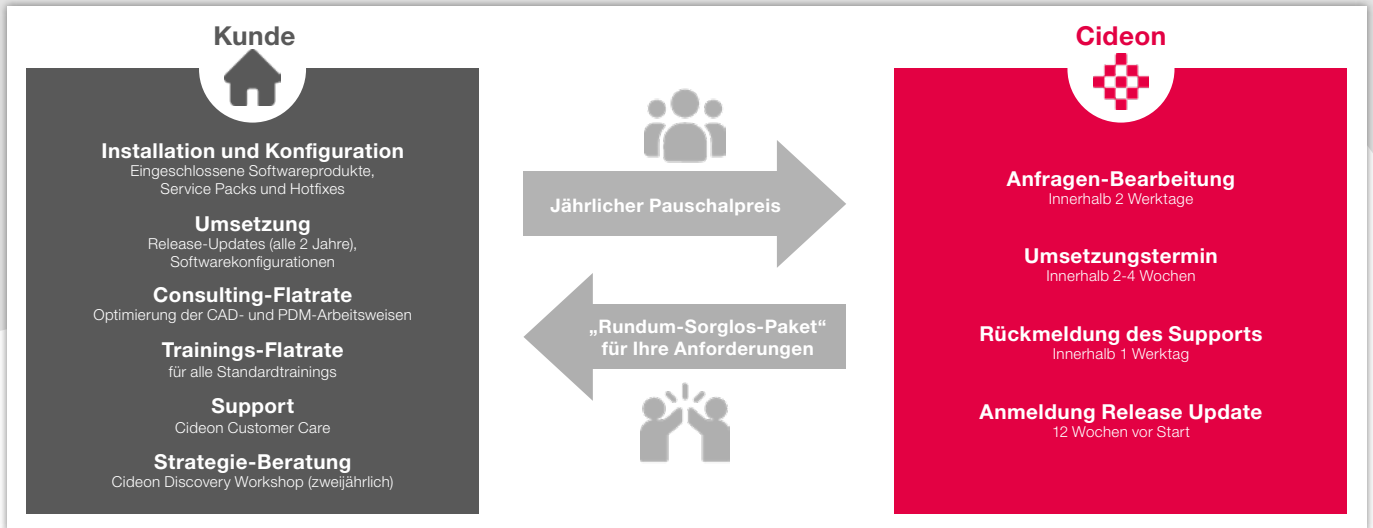 Kunde
Installation und Konfiguration
Eingeschlossene Softwareprodukte,
Service Packs und Hotfixes
Umsetzung
Release-Updates (alle 2 Jahre),
Softwarekonfigurationen
Consulting-Flatrate
Optimierung der CAD- und PDM-Arbeitsweisen
Trainings-Flatrate
für alle Standardtrainings
Support
Cideon Customer Care
Strategie-Beratung
Cideon Discovery Workshop (zweijährlich)
Jährlicher Pauschalpreis
„Rundum-Sorglos-Paket“
für Ihre Anforderungen
Cideon
Anfragen-Bearbeitung
Innerhalb 2 Werktage
Umsetzungstermin
Innerhalb 2-4 Wochen
Rückmeldung des Supports
Innerhalb 1 Werktag
Anmeldung Release Update
12 Wochen vor Start